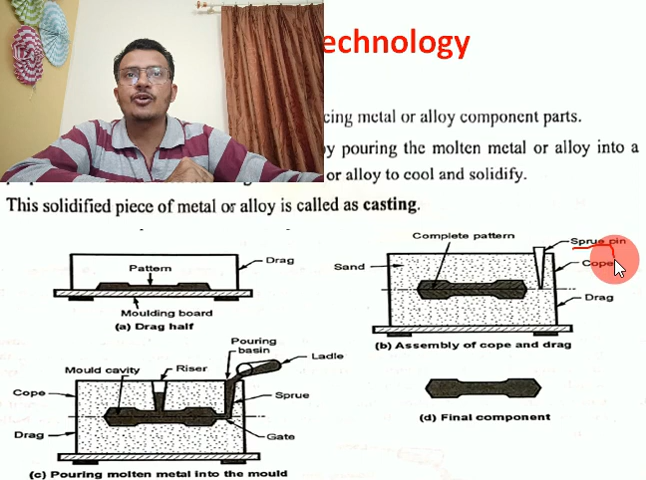 echnology
cing metal or alloy component parts.
y pouring the molten metal or alloy into a
or alloy to cool and solidify.
This solidified piece of metal or alloy is called as casting.
Drag
Pattern
Moulding board
(a) Drag half
Complete pattern
Sprue pin
Sand
Cope
Drag
(b) Assembly of cope and drag
Pouring
basin
Ladle
Mould cavity
Riser
Cope
Sprue
Drag
Gate
(c) Pouring molten metal into the mould
(d) Final component